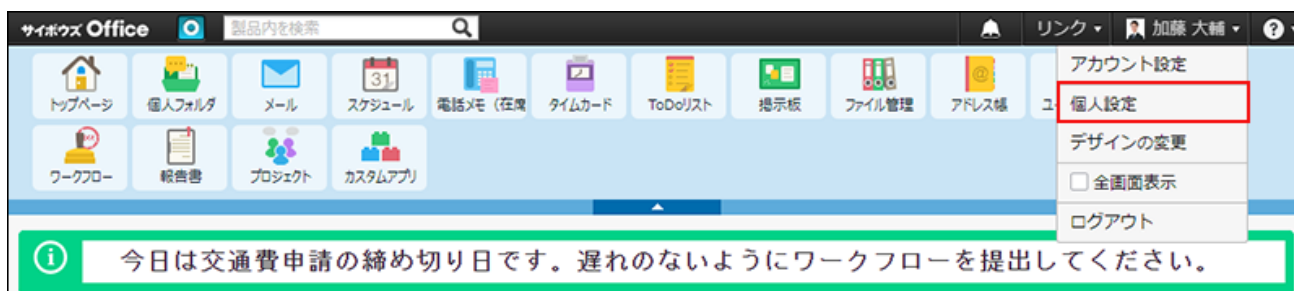 サイボウズ Office 製品内を検索 リンク 加藤 大輔 ?
トップページ 個人フォルダ メール スケジュール 電話メモ（在席 タイムカード ToDoリスト 掲示板 ファイル管理 アドレス帳 ユ
31
@
ワークフロー 報告書 プロジェクト カスタムアプリ
アカウント設定
個人設定
デザインの変更
全画面表示
ログアウト
今日は交通費申請の締め切り日です。遅れのないようにワークフローを提出してください。